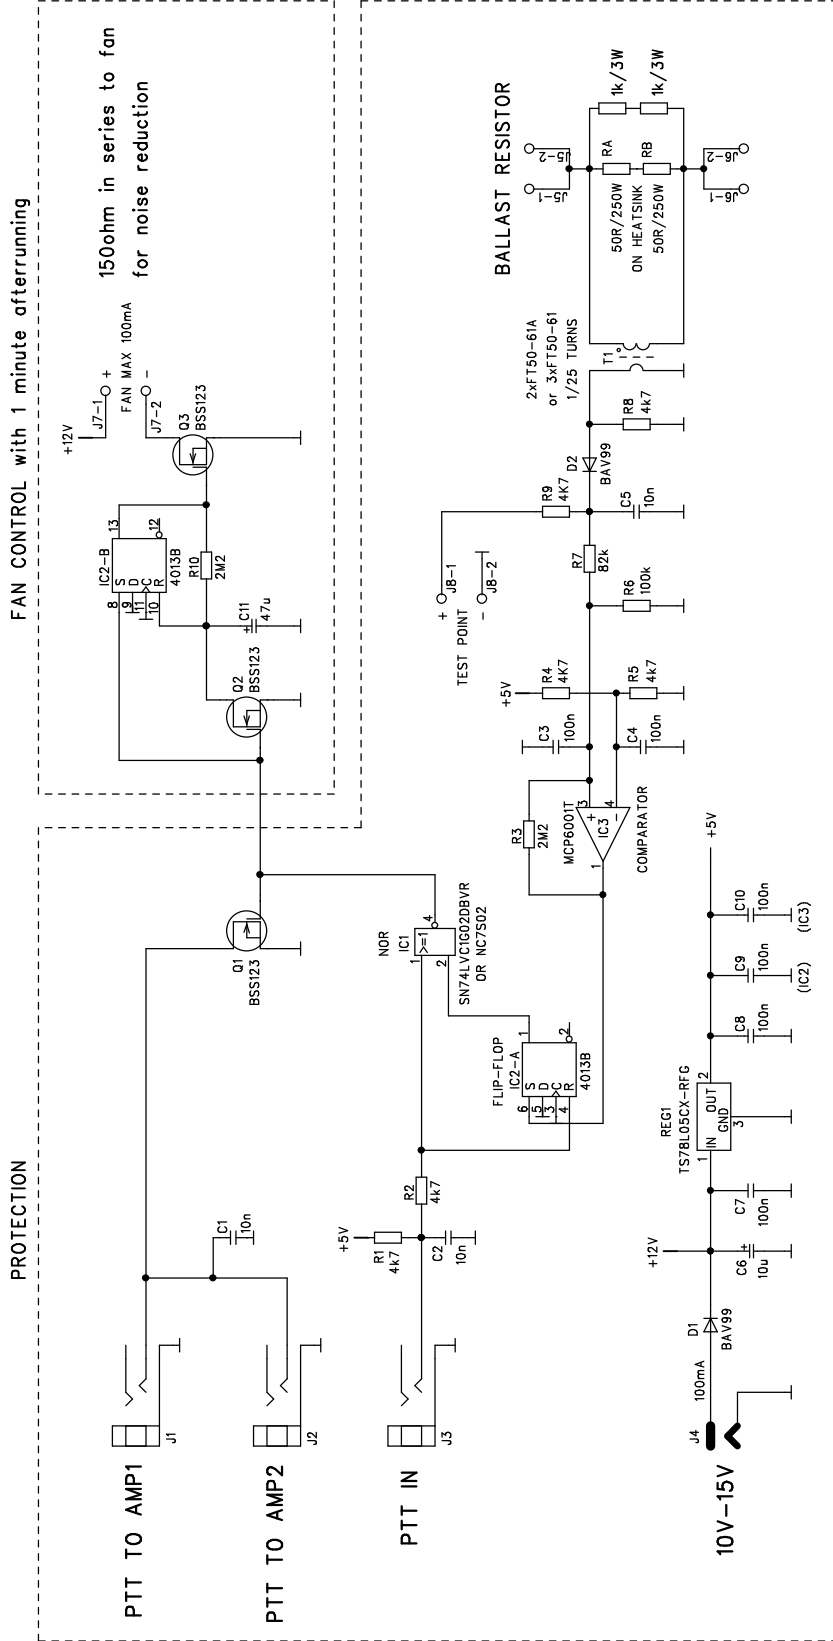 FAN CONTROL with 1 minute afterrunning
150ohm in series to fan
for noise reduction
+12V
J7-1
+
FAN MAX 100mA
-
J7-2
Q3
BSS123
IC2-B
4013B
S
D
C
R
8
9
11
10
13
12
R10
2M2
+
C11
47u
Q2
BSS123
PROTECTION
PTT TO AMP1
J1
PTT TO AMP2
J2
C1
10n
Q1
BSS123
PTT IN
J3
+5V
R1
4k7
C2
10n
R2
4k7
NOR
IC1
>=1
1
2
4
SN74LVC1G02DBVR
OR NC7S02
FLIP-FLOP
IC2-A
4013B
S
D
C
R
6
5
3
4
1
2
R3
2M2
MCP6001T
IC3
+
-
3
4
1
COMPARATOR
C3
100n
C4
100n
+5V
R4
4K7
R5
4k7
TEST POINT
+
J8-1
-
J8-2
R7
82k
R6
100k
R9
4K7
C5
10n
D2
BAV99
R8
4k7
2xFT50-61A
or 3xFT50-61
1/25 TURNS
T1
BALLAST RESISTOR
J5-1
J5-2
50R/250W
ON HEATSINK
50R/250W
RA
RB
1k/3W
1k/3W
J6-1
J6-2
10V-15V
J4
100mA
D1
BAV99
+12V
C6
+
10u
C7
100n
REG1
TS78L05CX-RFG
1
IN
OUT
2
GND
3
C8
100n
C9
100n
(IC2)
C10
100n
(IC3)
+5V